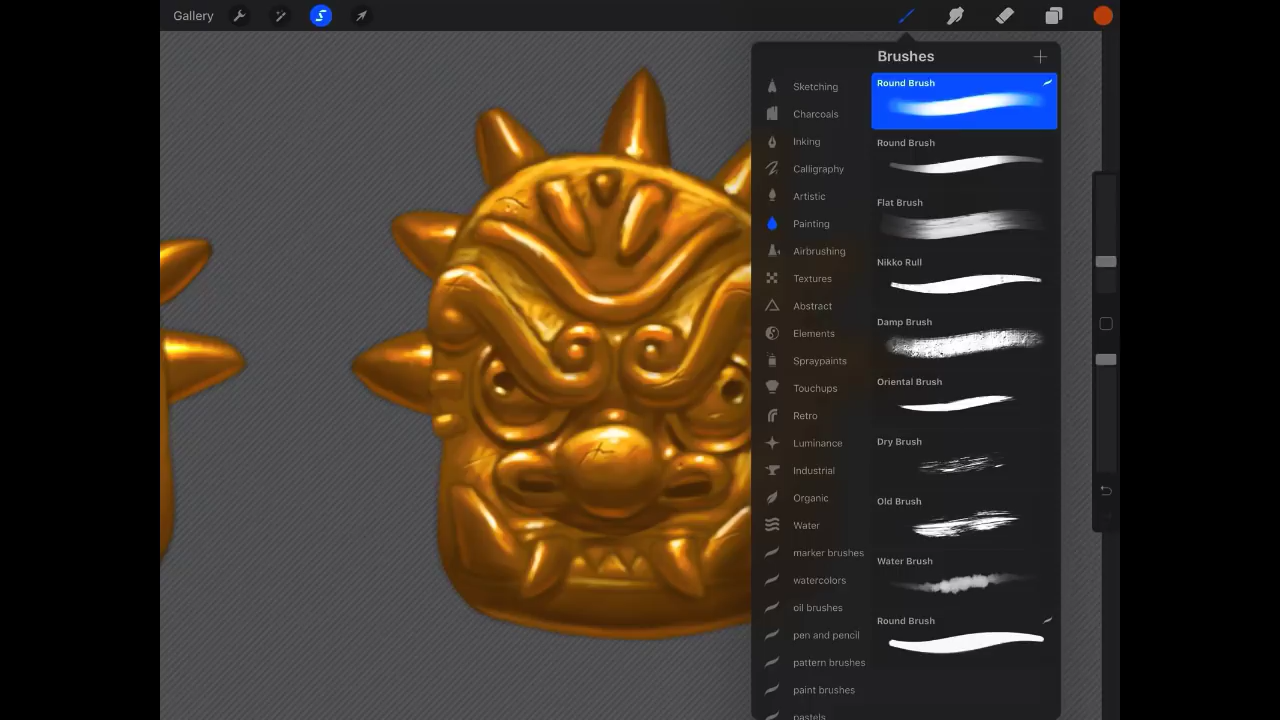 Gallery
Brushes
Sketching
Charcoals
Inking
Calligraphy
Artistic
Painting
Airbrushing
Textures
Abstract
Elements
Spraypaints
Touchups
Retro
Luminance
Industrial
Organic
Water
marker brushes
watercolors
oil brushes
pen and pencil
pattern brushes
paint brushes
pastels
Round Brush
Round Brush
Flat Brush
Nikko Rull
Damp Brush
Oriental Brush
Dry Brush
Old Brush
Water Brush
Round Brush